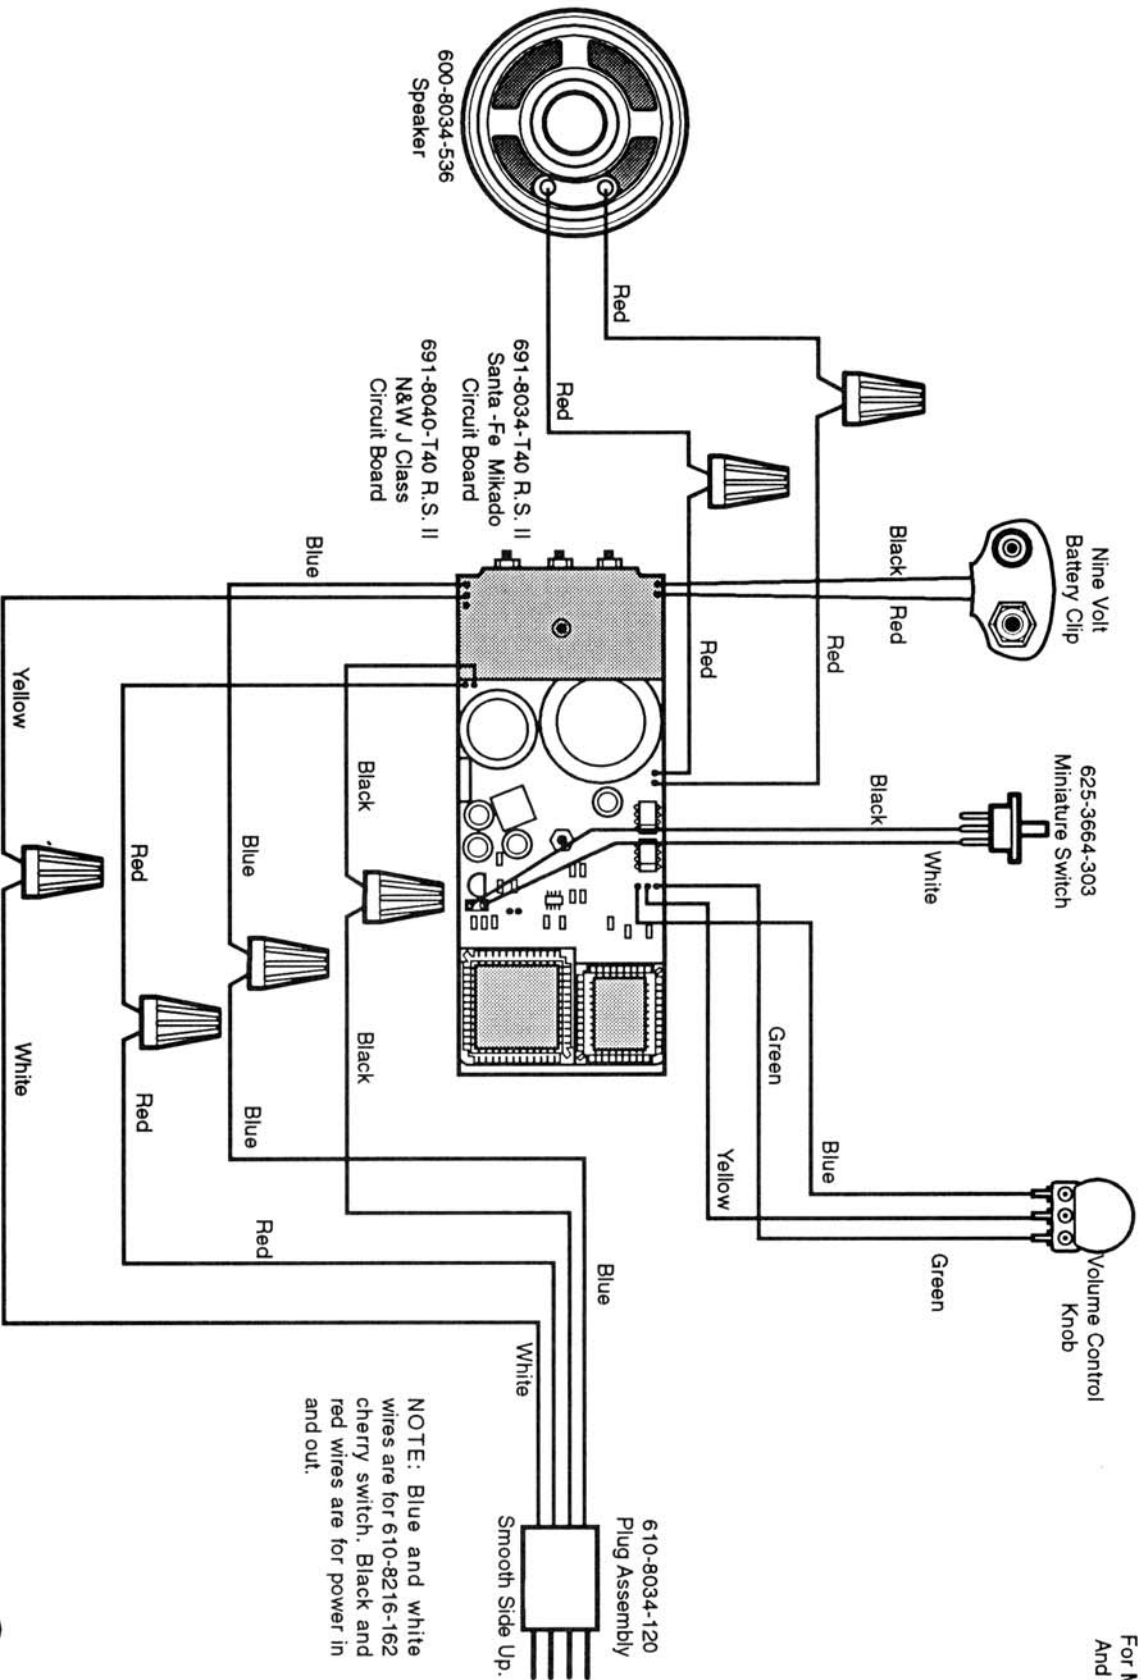 For
And
Volume Control
Knob
Nine Volt
Battery Clip
625-3664-303
Miniature Switch
Black
Red
Black
White
Green
Blue
Red
Green
Yellow
Blue
Red
Red
Red
600-8034-536
Speaker
691-8034-T40 R.S. II
Santa -Fe Mikado
Circuit Board
691-8040-T40 R.S. II
N&W J Class
Circuit Board
610-8034-120
Plug Assembly
Smooth Side Up.
White
NOTE: Blue and white
wires are for 610-8216-162
cherry switch. Black and
red wires are for power in
and out.
Black
Black
Blue
Blue
Blue
Red
Red
Red
Yellow
White